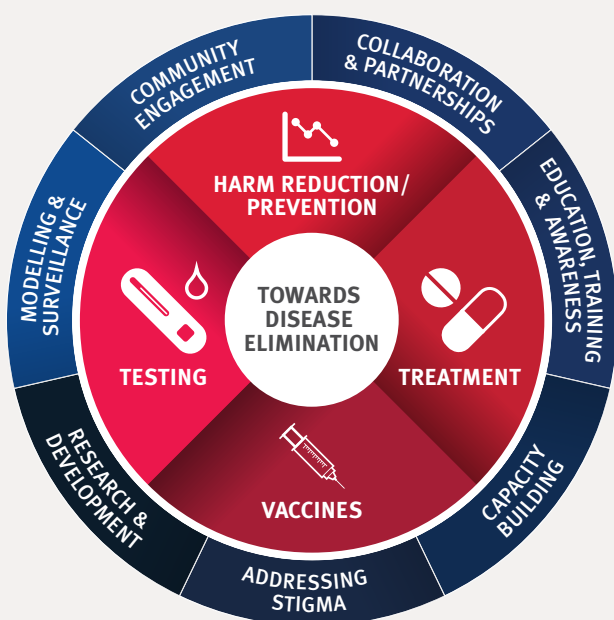 COMMUNITY
ENGAGEMENT
COLLABORATION
& PARTNERSHIPS
EDUCATION, TRAINING
& AWARENESS
CAPACITY
BUILDING
ADDRESSING
STIGMA
RESEARCH &
DEVELOPMENT
MODELLING &
SURVEILLANCE
HARM REDUCTION/
PREVENTION
TREATMENT
VACCINES
TESTING
TOWARDS
DISEASE
ELIMINATION